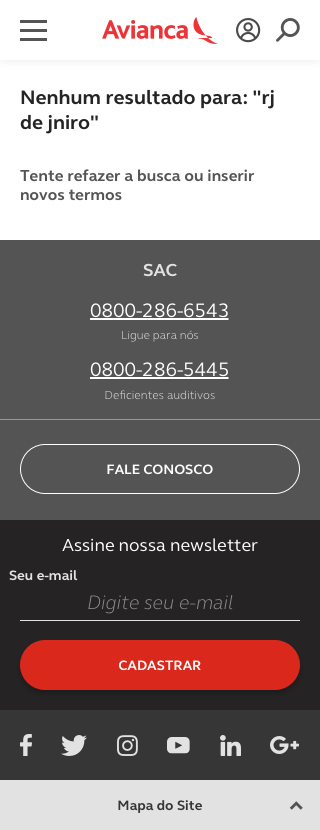 Avianca
Nenhum resultado para: "rj
de jniro"
Tente refazer a busca ou inserir
novos termos
SAC
0800-286-6543
Ligue para nós
0800-286-5445
Deficientes auditivos
FALE CONOSCO
Assine nossa newsletter
Seu e-mail
Digite seu e-mail
CADASTRAR
Mapa do Site